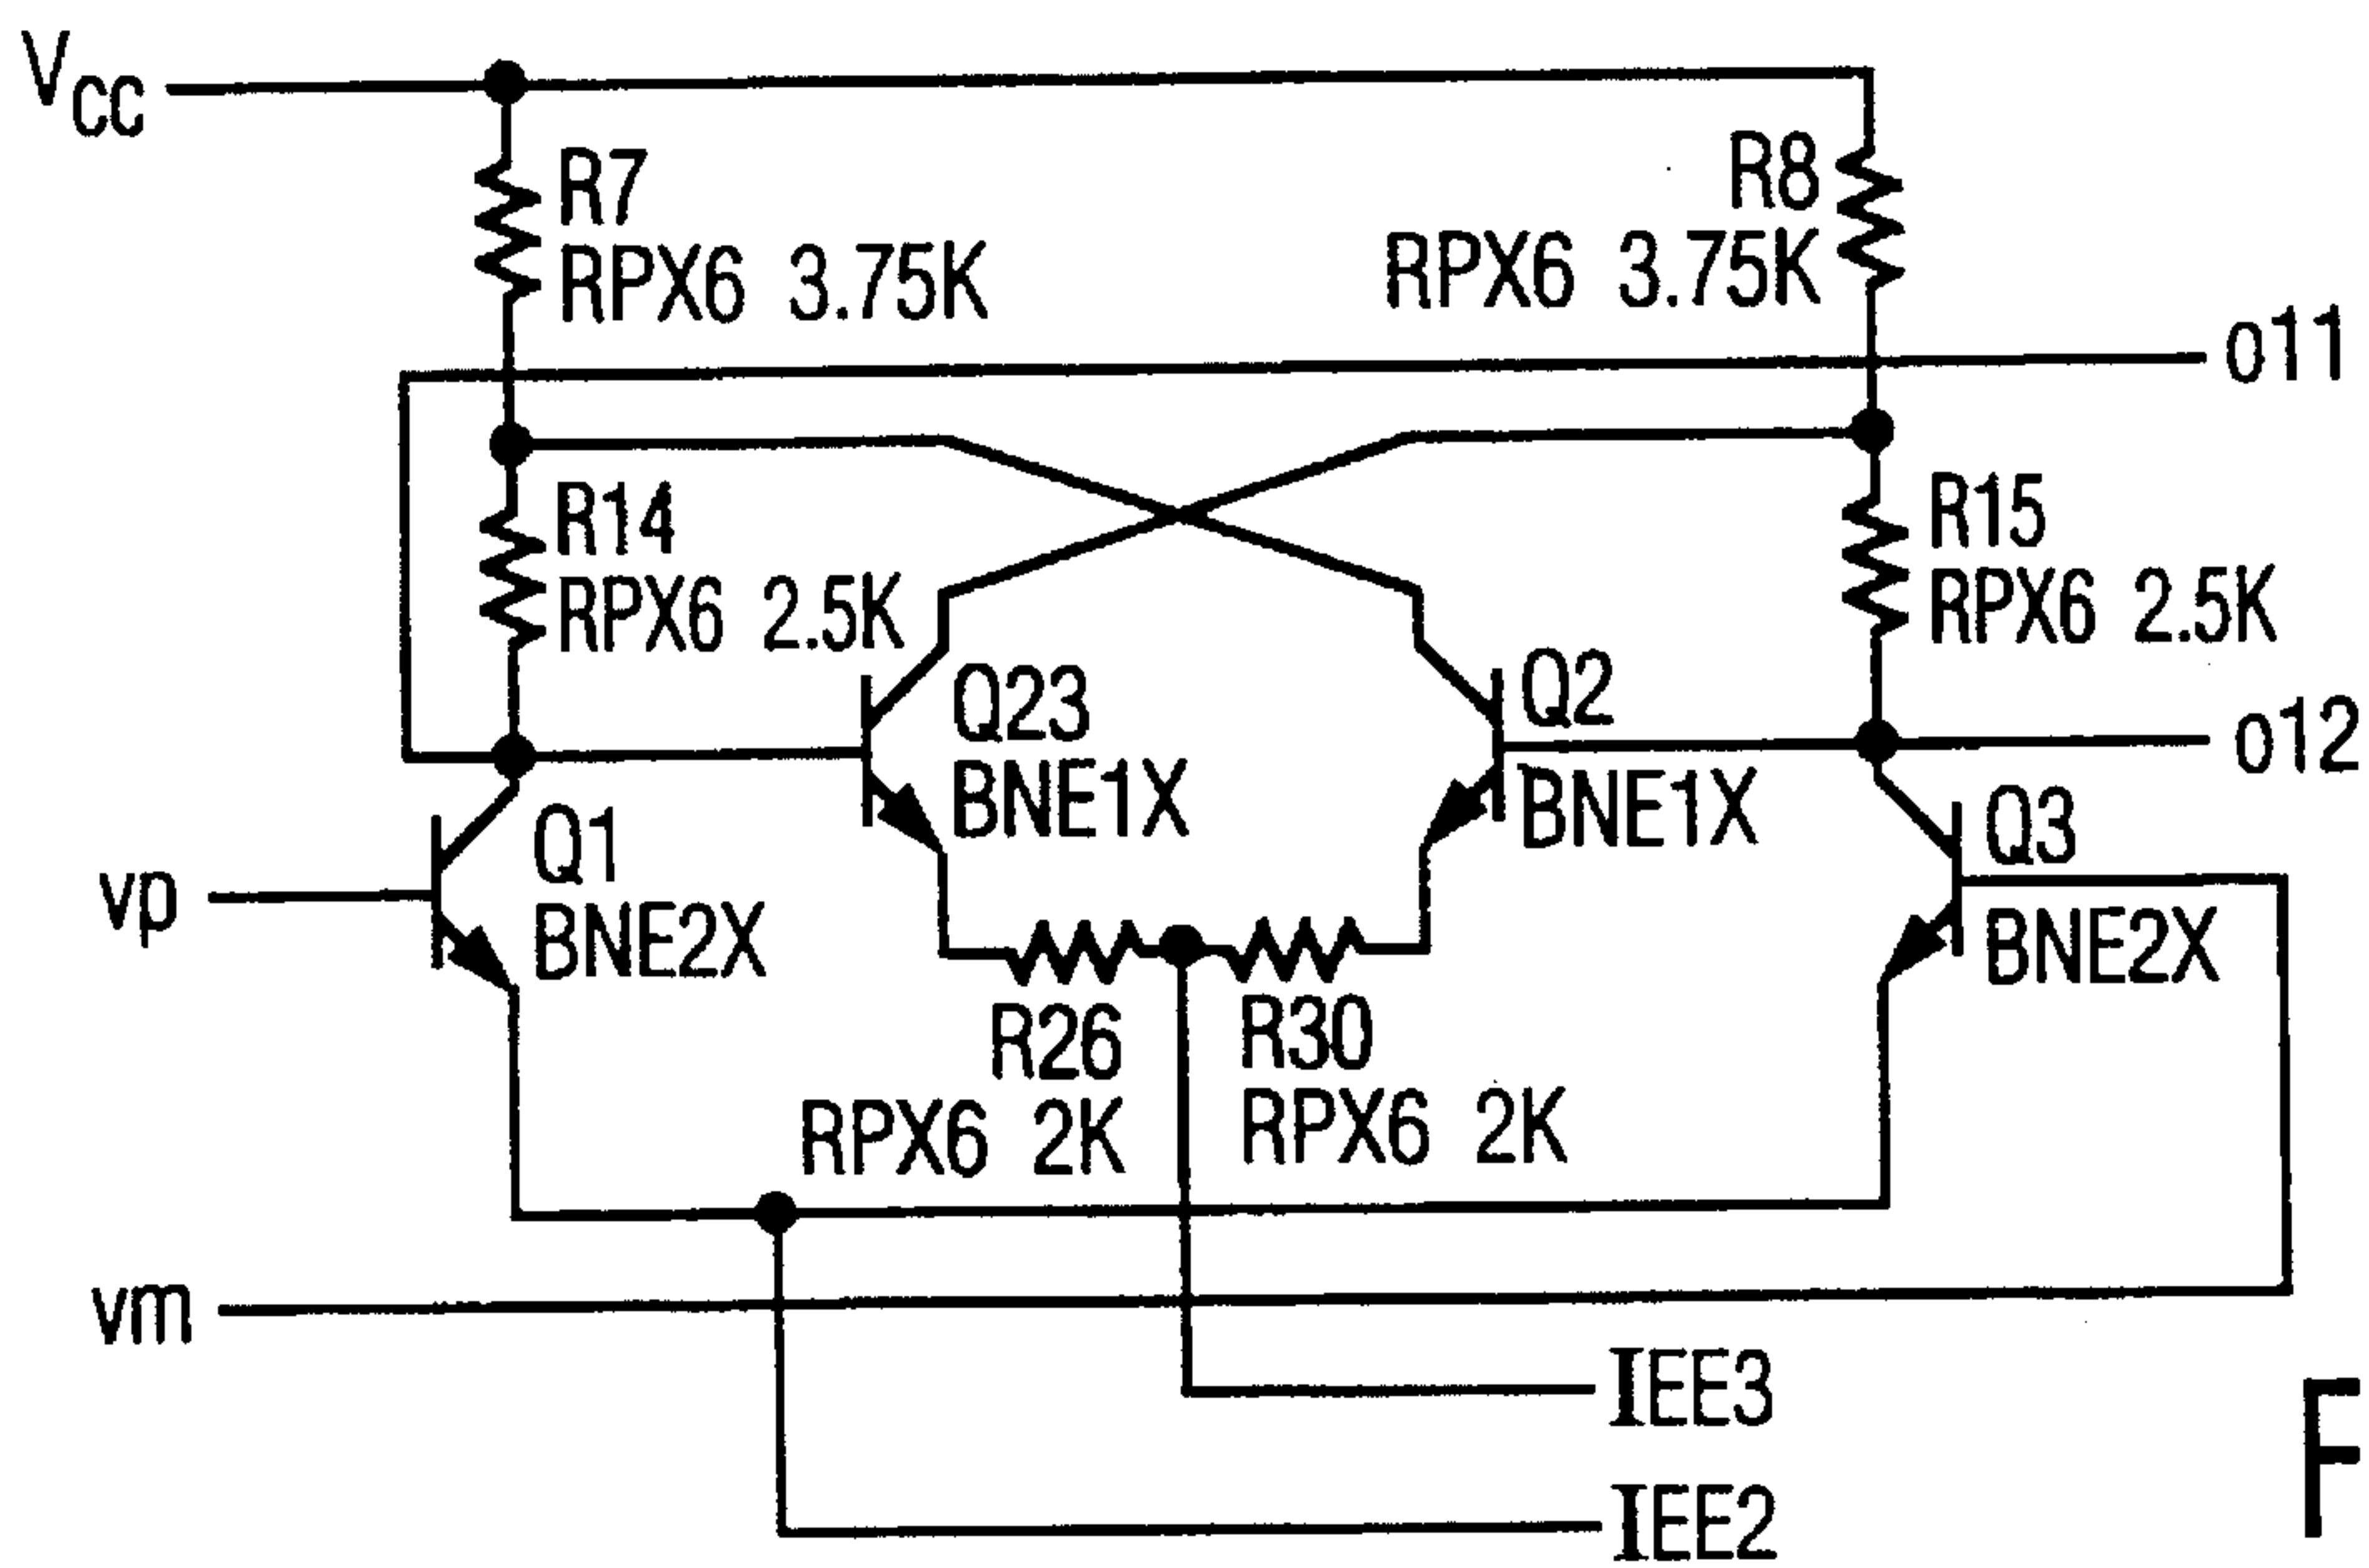 VCC
R7
RPX6 3.75K
R8
RPX6 3.75K
o11
R14
RPX6 2.5K
R15
RPX6 2.5K
Q23
BNE1X
Q2
BNE1X
o12
Q1
BNE2X
Q3
BNE2X
vp
R26
RPX6 2K
R30
RPX6 2K
vm
IEE3
IEE2
F